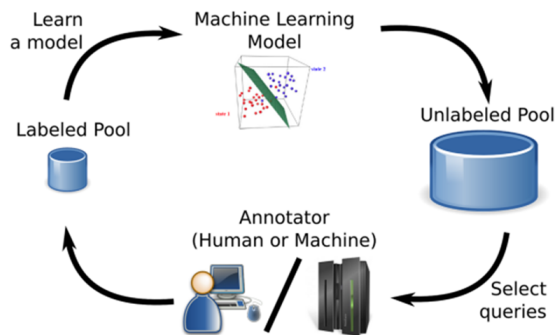 Learn
a model
Machine Learning
Model
Labeled Pool
Unlabeled Pool
Annotator
(Human or Machine)
Select
queries